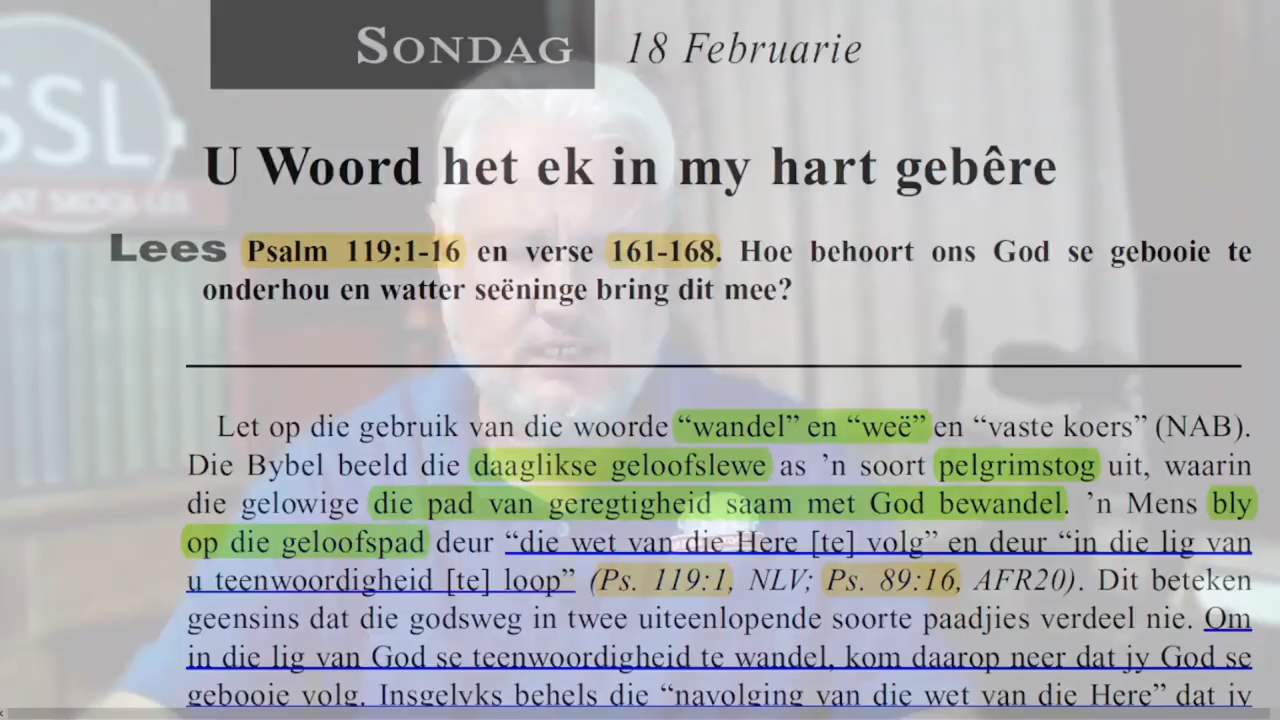 SONDAG 18 Februarie
SSL
U Woord het ek in my hart gebêre
Lees Psalm 119:1-16 en verse 161-168. Hoe behoort ons God se gebooie te
onderhou en watter seëninge bring dit mee?
Let op die gebruik van die woorde “wandel” en “weë” en “vaste koers” (NAB).
Die Bybel beeld die daaglikse geloofslewe as ’n soort pelgrimstog uit, waarin
die gelowige die pad van geregtigheid saam met God bewandel. ’n Mens bly
op die geloofspad deur “die wet van die Here [te] volg” en deur “in die lig van
u teenwoordigheid [te] loop” (Ps. 119:1, NLV; Ps. 89:16, AFR20). Dit beteken
geensins dat die godsweg in twee uiteenlopende soorte paadjies verdeel nie. Om
in die lig van God se teenwoordigheid te wandel, kom daarop neer dat jy God se
gebooie volg. Insgelyks behels die “navolging van die wet van die Here” dat jy